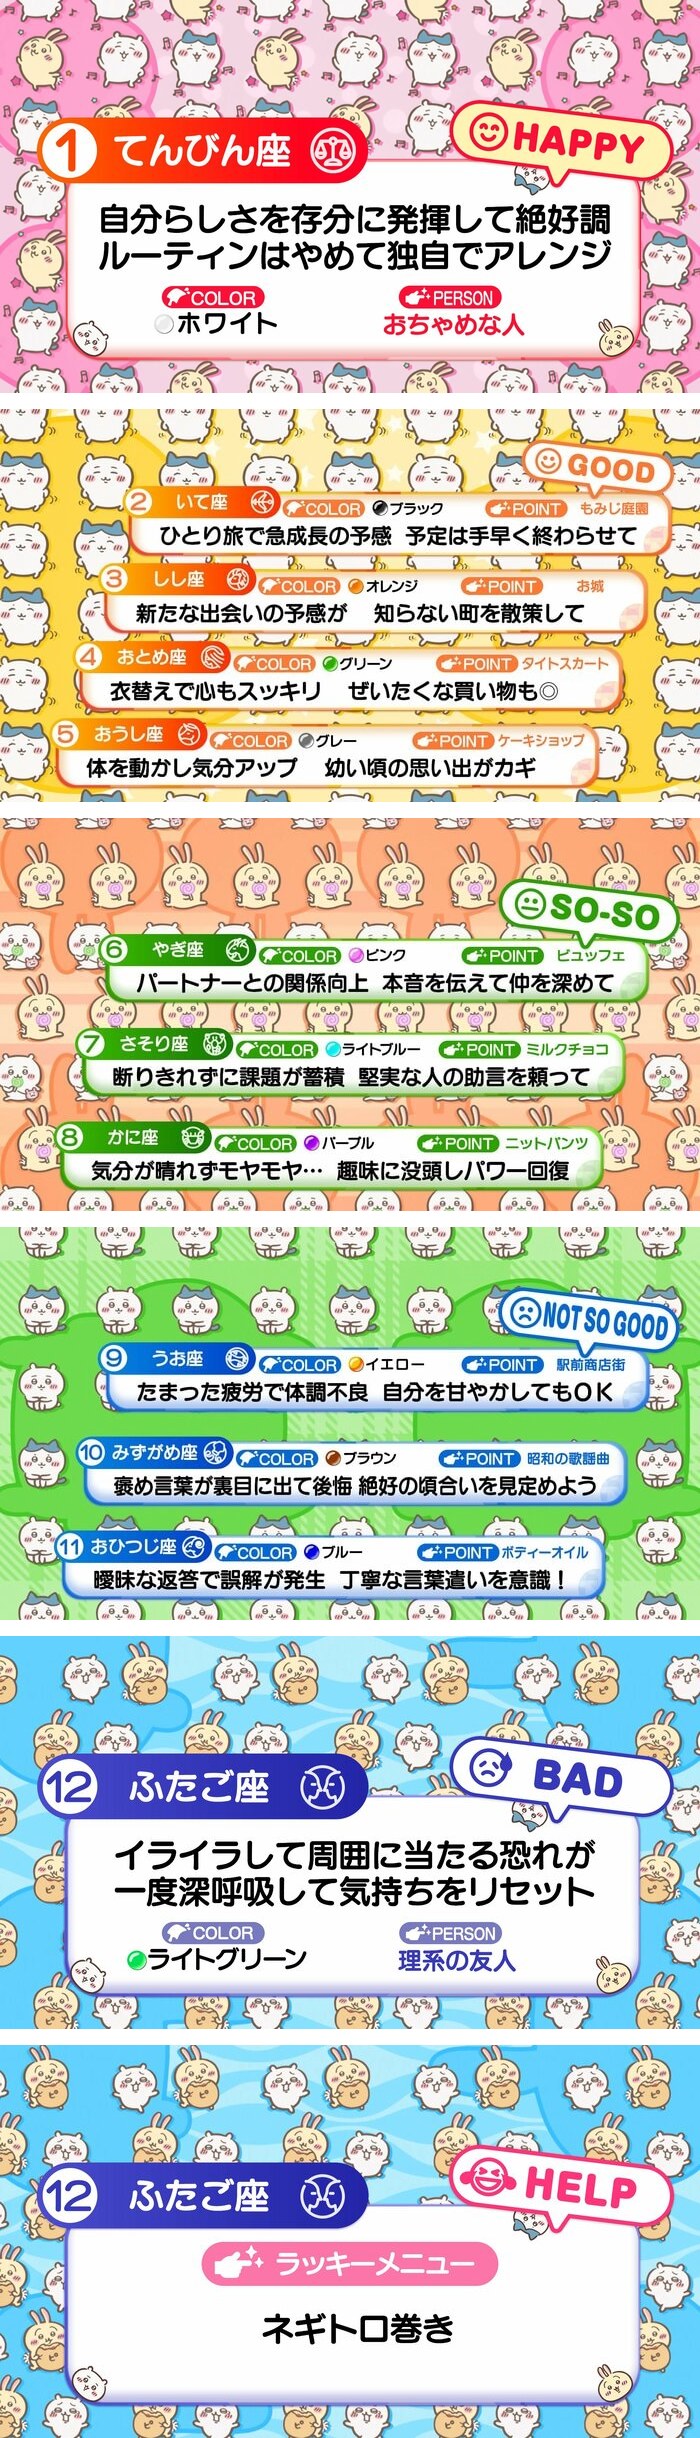 1 てんびん座
HAPPY
自分らしさを存分に発揮して絶好調
ルーティンはやめて独自でアレンジ
COLOR PERSON
ホワイト おちゃめな人
GOOD
2 いて座 COLOR ブラック POINT もみじ庭園
ひとり旅で急成長の予感 予定は手早く終わらせて
3 しし座 COLOR オレンジ POINT お城
新たな出会いの予感が 知らない町を散策して
4 おとめ座 COLOR グリーン POINT タイトスカート
衣替えで心もスッキリ ぜいたくな買い物も◎
5 おうし座 COLOR グレー POINT ケーキショップ
体を動かし気分アップ 幼い頃の思い出がカギ
SO-SO
6 やぎ座 COLOR ピンク POINT ビュッフェ
パートナーとの関係向上 本音を伝えて仲を深めて
7 さそり座 COLOR ライトブルー POINT ミルクチョコ
断りきれずに課題が蓄積 堅実な人の助言を頼って
8 かに座 COLOR パープル POINT ニットパンツ
気分が晴れずモヤモヤ… 趣味に没頭しパワー回復
NOT SO GOOD
9 うお座 COLOR イエロー POINT 駅前商店街
たまった疲労で体調不良 自分を甘やかしてもOK
10 みずがめ座 COLOR ブラウン POINT 昭和の歌謡曲
褒め言葉が裏目に出て後悔 絶好の頃合いを見定めよう
11 おひつじ座 COLOR ブルー POINT ボディーオイル
曖昧な返答で誤解が発生 丁寧な言葉遣いを意識！
12 ふたご座
BAD
イライラして周囲に当たる恐れが
一度深呼吸して気持ちをリセット
COLOR PERSON
ライトグリーン 理系の友人
12 ふたご座
HELP
ラッキーメニュー
ネギトロ巻き